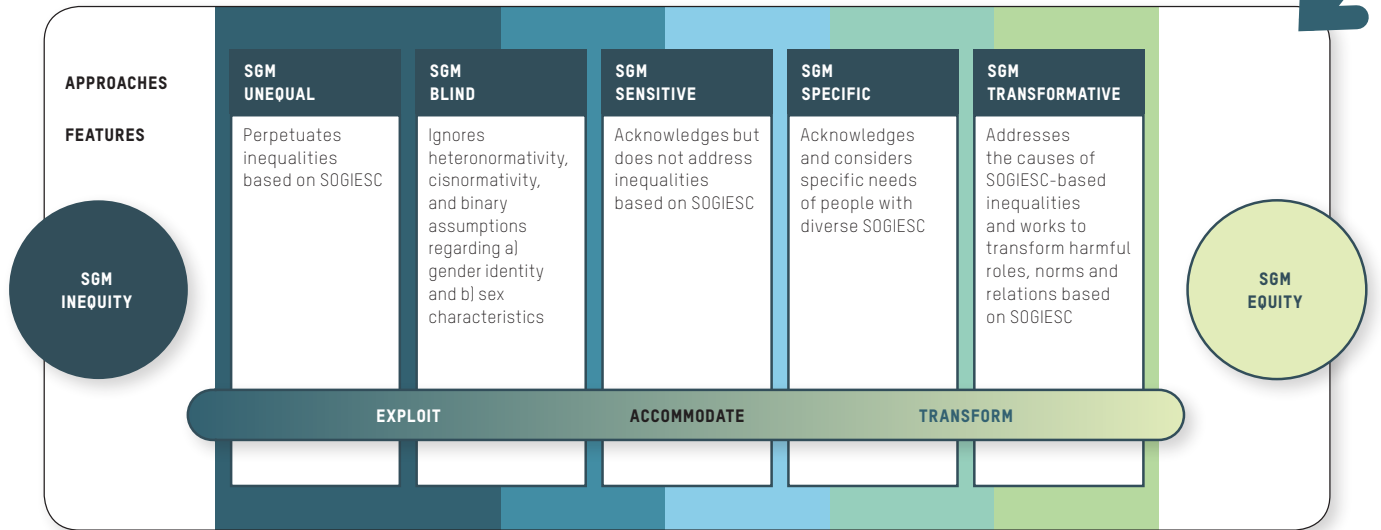 APPROACHES
SGM
UNEQUAL
SGM
BLIND
SGM
SENSITIVE
SGM
SPECIFIC
SGM
TRANSFORMATIVE
FEATURES
Perpetuates
inequalities
based on SOGIESC
Ignores
heteronormativity,
cisnormativity,
and binary
assumptions
regarding a)
gender identity
and b) sex
characteristics
Acknowledges but
does not address
inequalities
based on SOGIESC
Acknowledges
and considers
specific needs
of people with
diverse SOGIESC
Addresses
the causes of
SOGIESC-based
inequalities
and works to
transform harmful
roles, norms and
relations based
on SOGIESC
SGM
INEQUITY
SGM
EQUITY
EXPLOIT
ACCOMMODATE
TRANSFORM